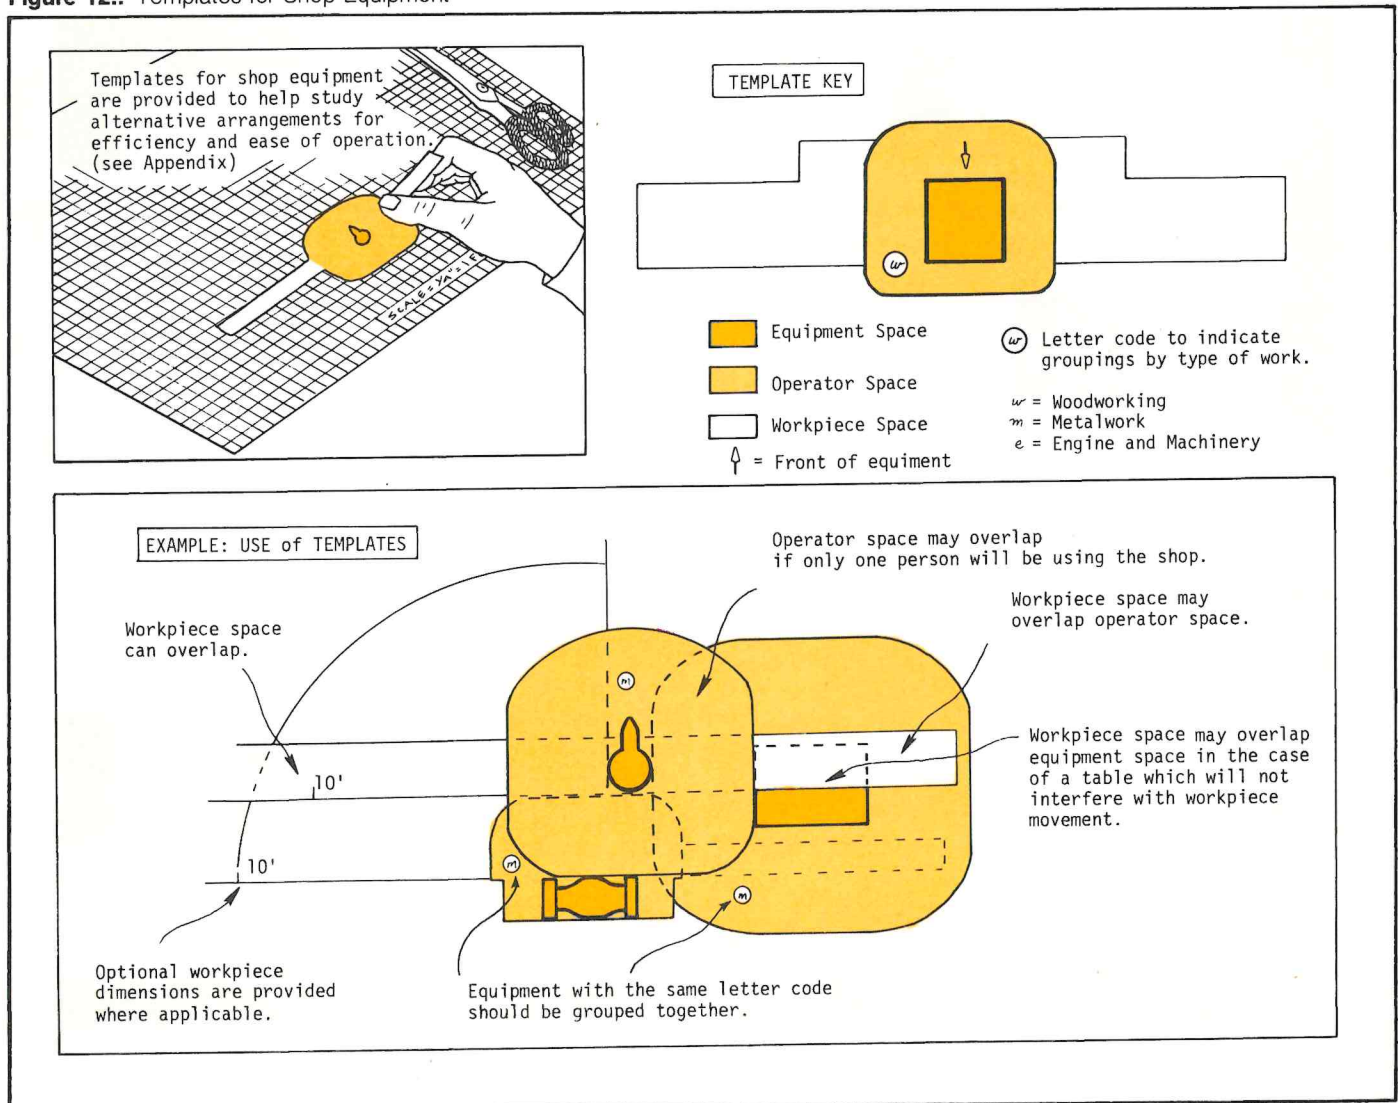 Figure 12.: Templates for Shop Equipment
Templates for shop equipment
are provided to help study
alternative arrangements for
efficiency and ease of operation.
(see Appendix)
SCALE = ¼" = 1 F
TEMPLATE KEY
w
Equipment Space
Operator Space
Workpiece Space
= Front of equiment
w Letter code to indicate
groupings by type of work.
w = Woodworking
m = Metalwork
e = Engine and Machinery
EXAMPLE: USE of TEMPLATES
Operator space may overlap
if only one person will be using the shop.
Workpiece space may
overlap operator space.
Workpiece space
can overlap.
m
Workpiece space may overlap
equipment space in the case
of a table which will not
interfere with workpiece
movement.
10'
10'
m
m
Optional workpiece
dimensions are provided
where applicable.
Equipment with the same letter code
should be grouped together.